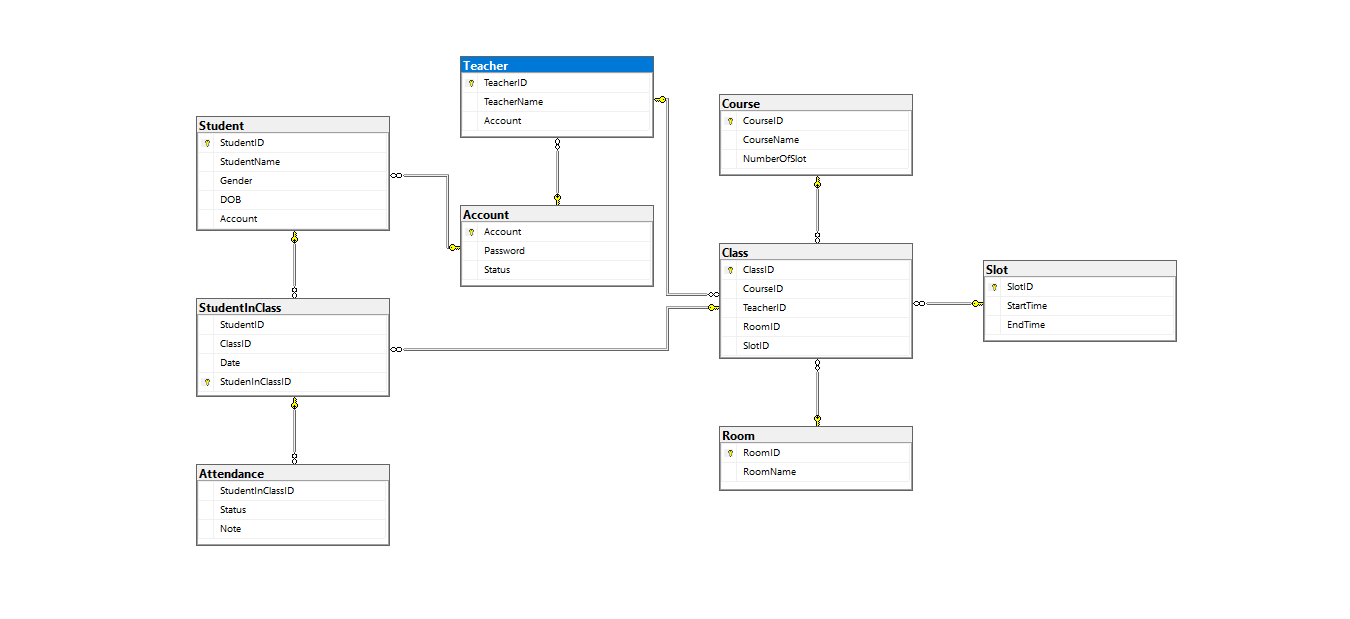 Student
StudentID
StudentName
Gender
DOB
Account
StudentInClass
StudentID
ClassID
Date
StudenInClassID
Attendance
StudentInClassID
Status
Note
Teacher
TeacherID
TeacherName
Account
Account
Account
Password
Status
Course
CourseID
CourseName
NumberOfSlot
Class
ClassID
CourseID
TeacherID
RoomID
SlotID
Room
RoomID
RoomName
Slot
SlotID
StartTime
EndTime